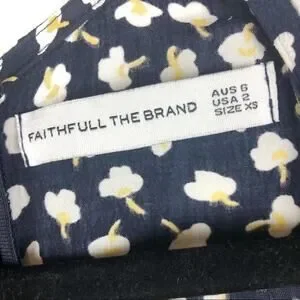 FAITHFULL THE BRAND
AUS 6
USA 2
SIZE XS